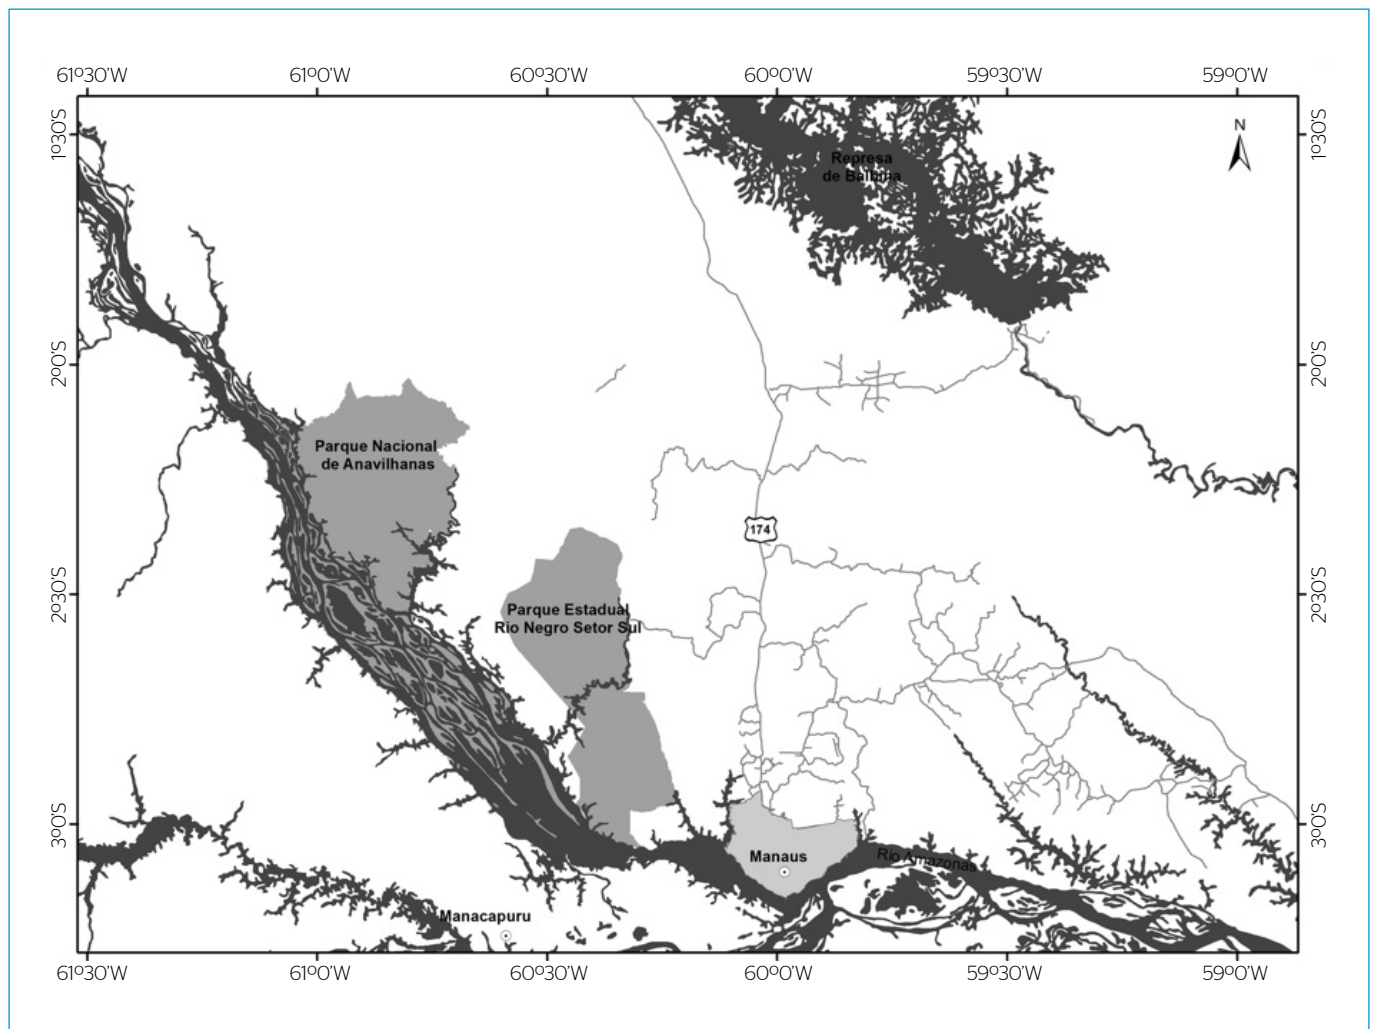 61º30'W 61º0'W 60º30'W 60º0'W 59º30'W 59º0'W
1º30'S
1º30'S
N
Represa
de Balbina
2º0'S
2º0'S
Parque Nacional
de Anavilhanas
174
2º30'S
2º30'S
Parque Estadual
Rio Negro Setor Sul
3º0'S
3º0'S
Manaus
Rio Amazonas
Manacapuru
61º30'W 61º0'W 60º30'W 60º0'W 59º30'W 59º0'W